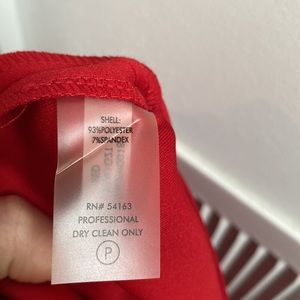 SHELL:
93%POLYESTER
7%SPANDEX
RN# 54163
PROFESSIONAL
DRY CLEAN ONLY
P